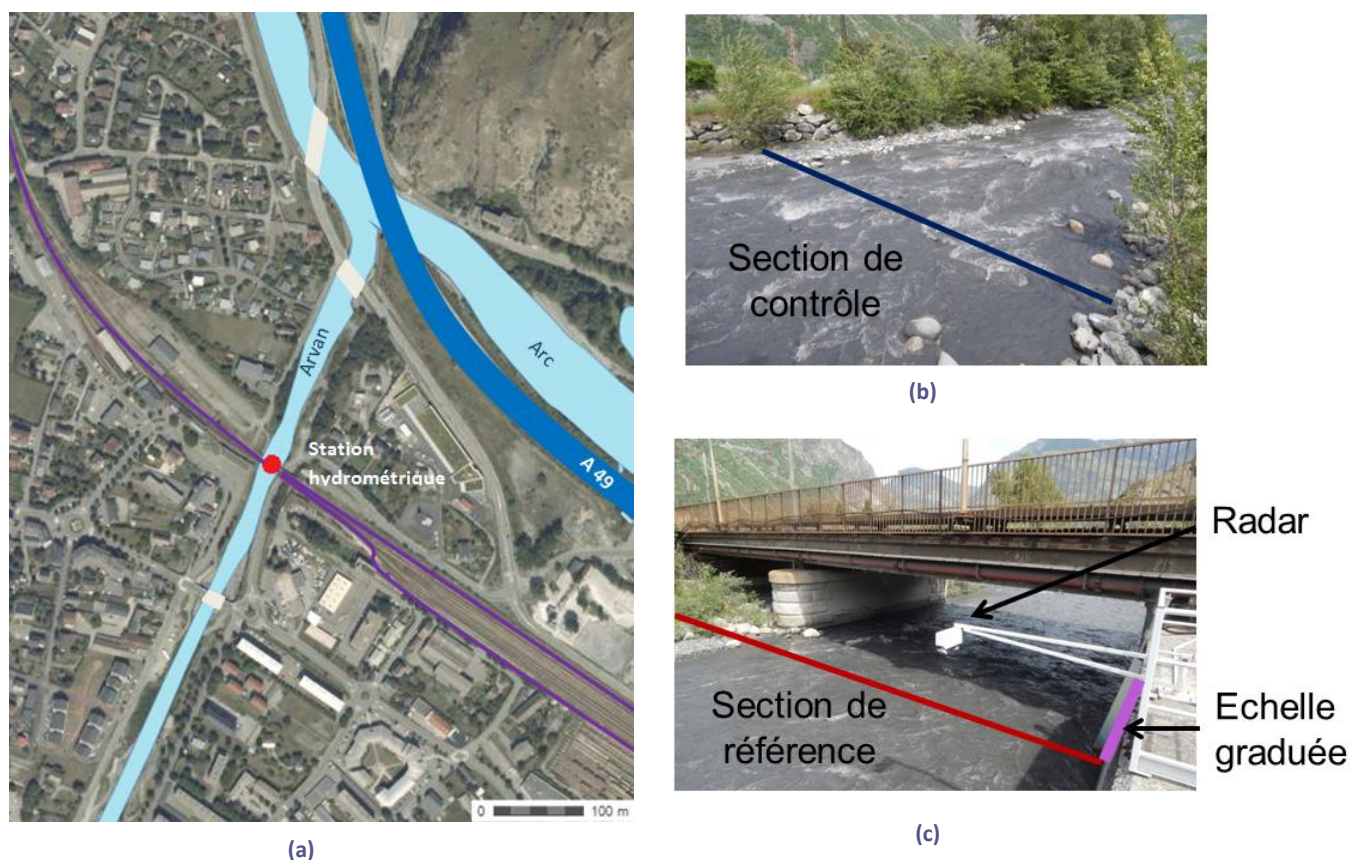 Arvan
Arc
Station
hydrométrique
A 49
0 100 m
(a)
Section de
contrôle
(b)
Radar
Section de
référence
Echelle
graduée
(c)